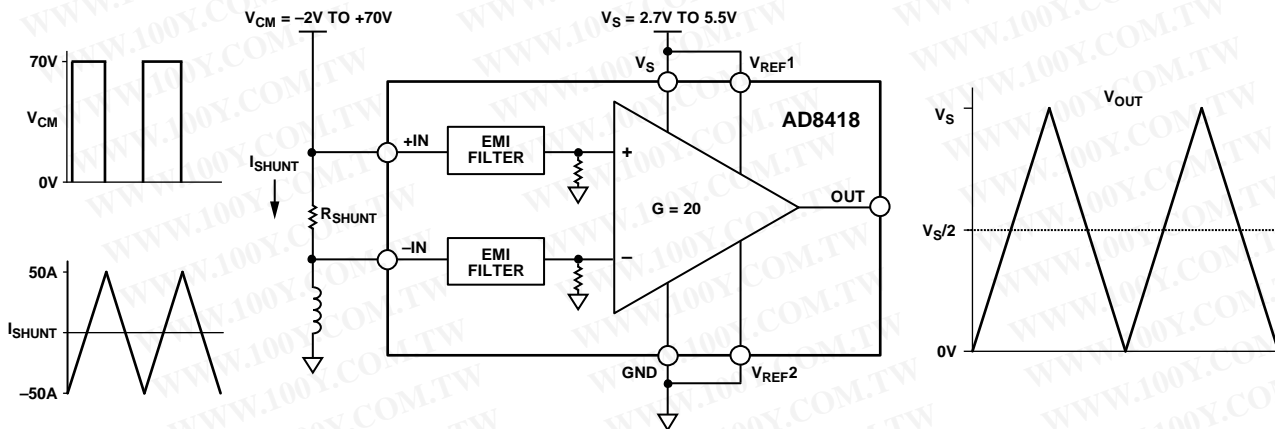 V_CM = –2V TO +70V
V_S = 2.7V TO 5.5V
70V
V_CM
0V
I_SHUNT
50A
I_SHUNT
–50A
R_SHUNT
+IN
–IN
EMI
FILTER
EMI
FILTER
V_S
V_REF1
AD8418
+
–
G = 20
OUT
GND
V_REF2
V_OUT
V_S
V_S/2
0V
WWW.100Y.COM.TW